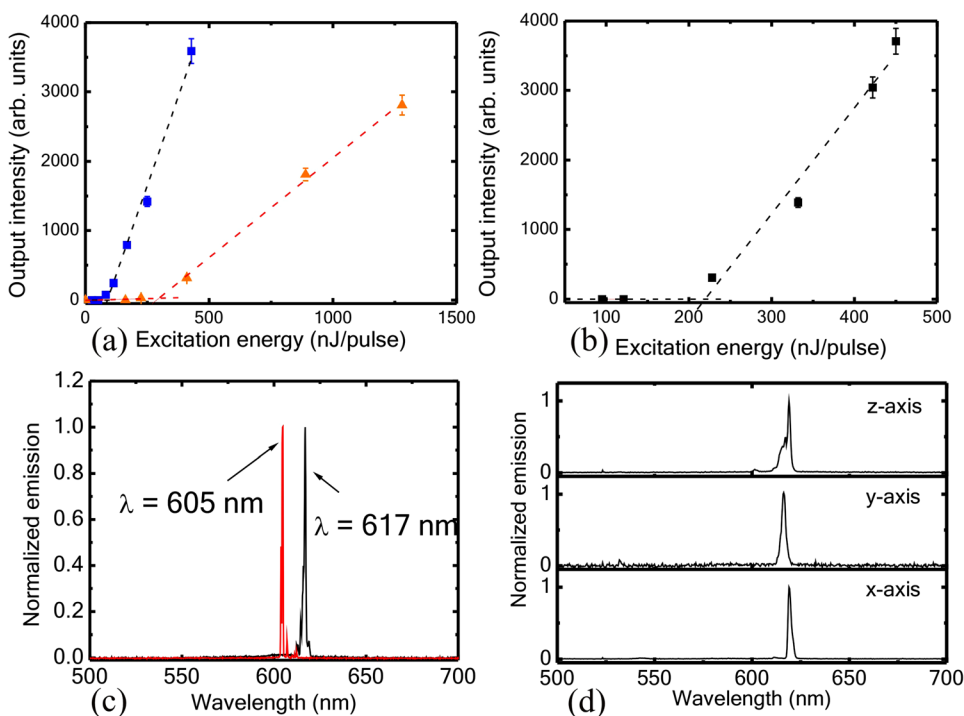 Output intensity (arb. units)
4000
3000
2000
1000
0
0
500
1000
1500
(a)
Excitation energy (nJ/pulse)
Output intensity (arb. units)
4000
3000
2000
1000
0
100
200
300
400
500
(b)
Excitation energy (nJ/pulse)
Normalized emission
1.2
1.0
0.8
0.6
0.4
0.2
0.0
λ = 605 nm
λ = 617 nm
500
550
600
650
700
(c)
Wavelength (nm)
Normalized emission
1
0
z-axis
1
0
y-axis
1
0
x-axis
500
550
600
650
700
(d)
Wavelength (nm)